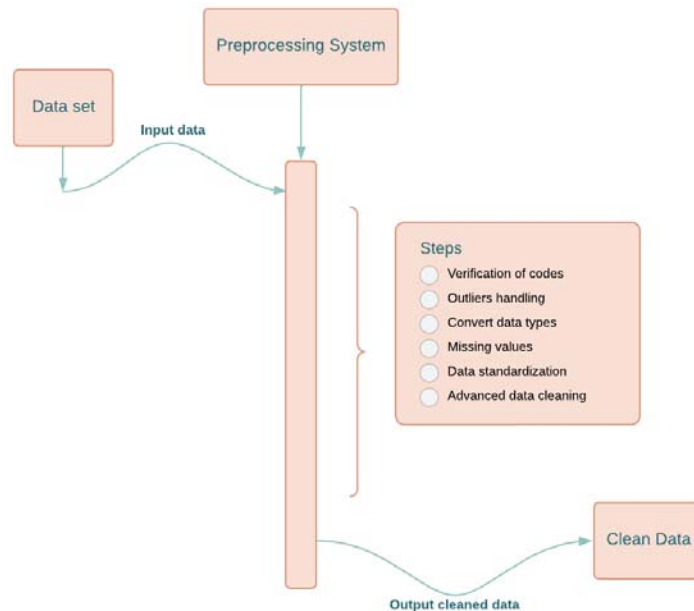 Preprocessing System
Data set
Input data
Steps
Verification of codes
Outliers handling
Convert data types
Missing values
Data standardization
Advanced data cleaning
Clean Data
Output cleaned data